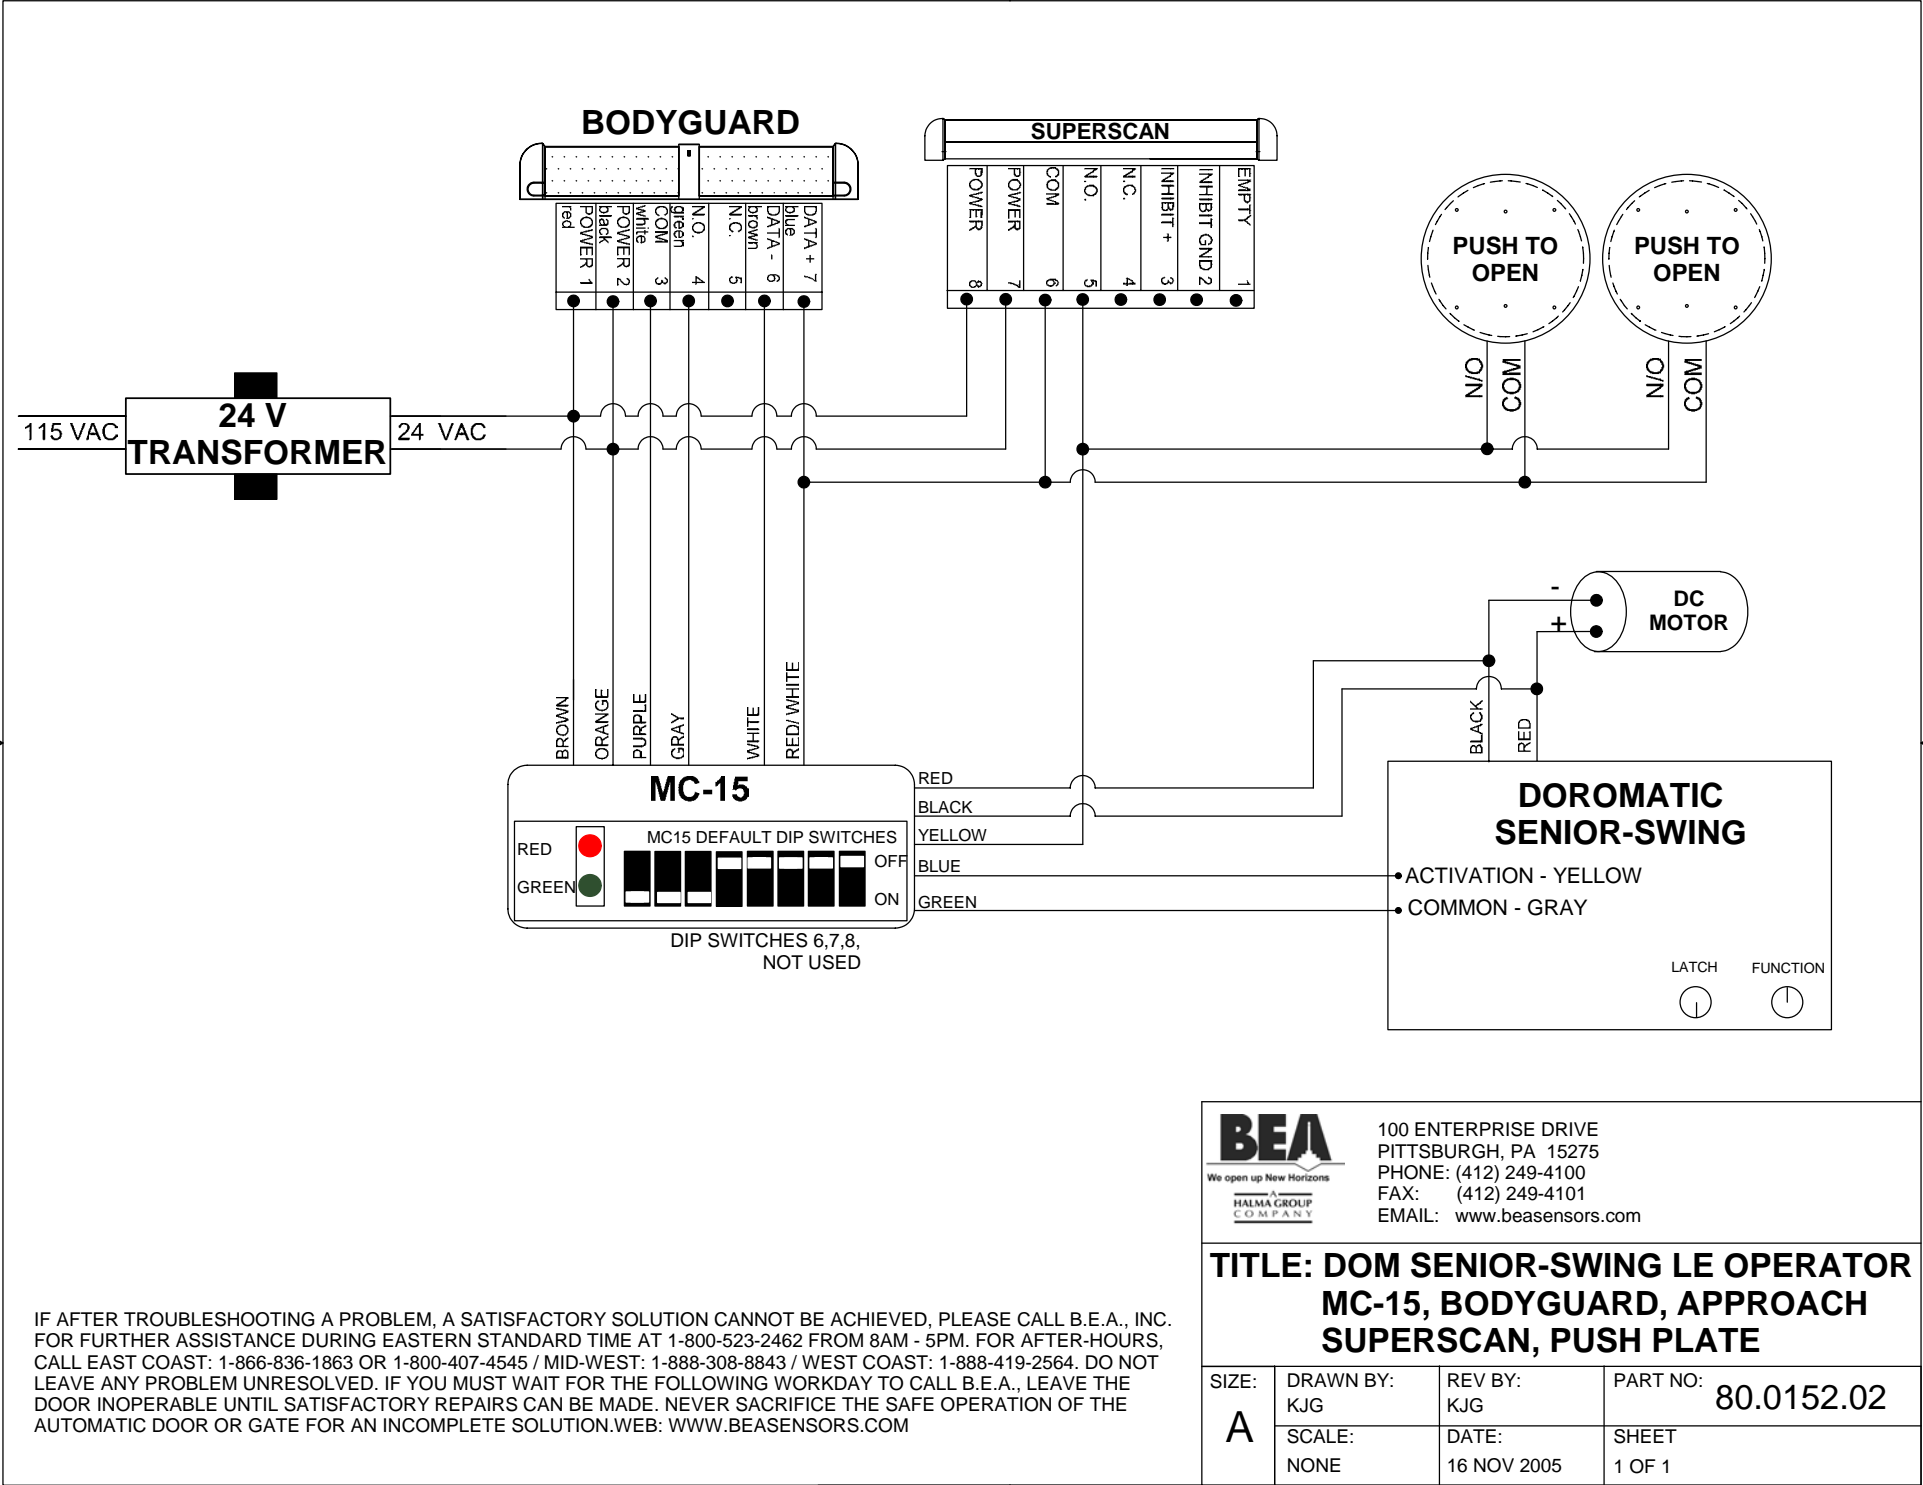 BODYGUARD
SUPERSCAN
POWER 1
red
POWER 2
black
COM 3
white
N.O. 4
green
N.C. 5
DATA - 6
brown
DATA + 7
blue
POWER 8
POWER 7
COM 6
N.O. 5
N.C. 4
INHIBIT + 3
INHIBIT GND 2
EMPTY 1
PUSH TO
OPEN
PUSH TO
OPEN
N/O
COM
N/O
COM
115 VAC
24 V
TRANSFORMER
24 VAC
-
+
DC
MOTOR
BROWN
ORANGE
PURPLE
GRAY
WHITE
RED/ WHITE
BLACK
RED
MC-15
RED
GREEN
MC15 DEFAULT DIP SWITCHES
OFF
ON
DIP SWITCHES 6,7,8,
NOT USED
RED
BLACK
YELLOW
BLUE
GREEN
DOROMATIC
SENIOR-SWING
ACTIVATION - YELLOW
COMMON - GRAY
LATCH
FUNCTION
BEA
We open up New Horizons
A
HALMA GROUP
COMPANY
100 ENTERPRISE DRIVE
PITTSBURGH, PA 15275
PHONE: (412) 249-4100
FAX: (412) 249-4101
EMAIL: www.beasensors.com
TITLE: DOM SENIOR-SWING LE OPERATOR
MC-15, BODYGUARD, APPROACH
SUPERSCAN, PUSH PLATE
SIZE:
A
DRAWN BY:
KJG
REV BY:
KJG
PART NO: 80.0152.02
SCALE:
NONE
DATE:
16 NOV 2005
SHEET
1 OF 1
IF AFTER TROUBLESHOOTING A PROBLEM, A SATISFACTORY SOLUTION CANNOT BE ACHIEVED, PLEASE CALL B.E.A., INC.
FOR FURTHER ASSISTANCE DURING EASTERN STANDARD TIME AT 1-800-523-2462 FROM 8AM - 5PM. FOR AFTER-HOURS,
CALL EAST COAST: 1-866-836-1863 OR 1-800-407-4545 / MID-WEST: 1-888-308-8843 / WEST COAST: 1-888-419-2564. DO NOT
LEAVE ANY PROBLEM UNRESOLVED. IF YOU MUST WAIT FOR THE FOLLOWING WORKDAY TO CALL B.E.A., LEAVE THE
DOOR INOPERABLE UNTIL SATISFACTORY REPAIRS CAN BE MADE. NEVER SACRIFICE THE SAFE OPERATION OF THE
AUTOMATIC DOOR OR GATE FOR AN INCOMPLETE SOLUTION.WEB: WWW.BEASENSORS.COM